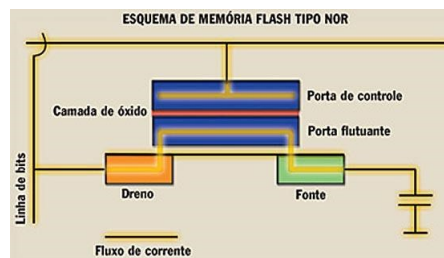 ESQUEMA DE MEMÓRIA FLASH TIPO NOR
Porta de controle
Camada de óxido
Porta flutuante
Linha de bits
Dreno
Fonte
Fluxo de corrente